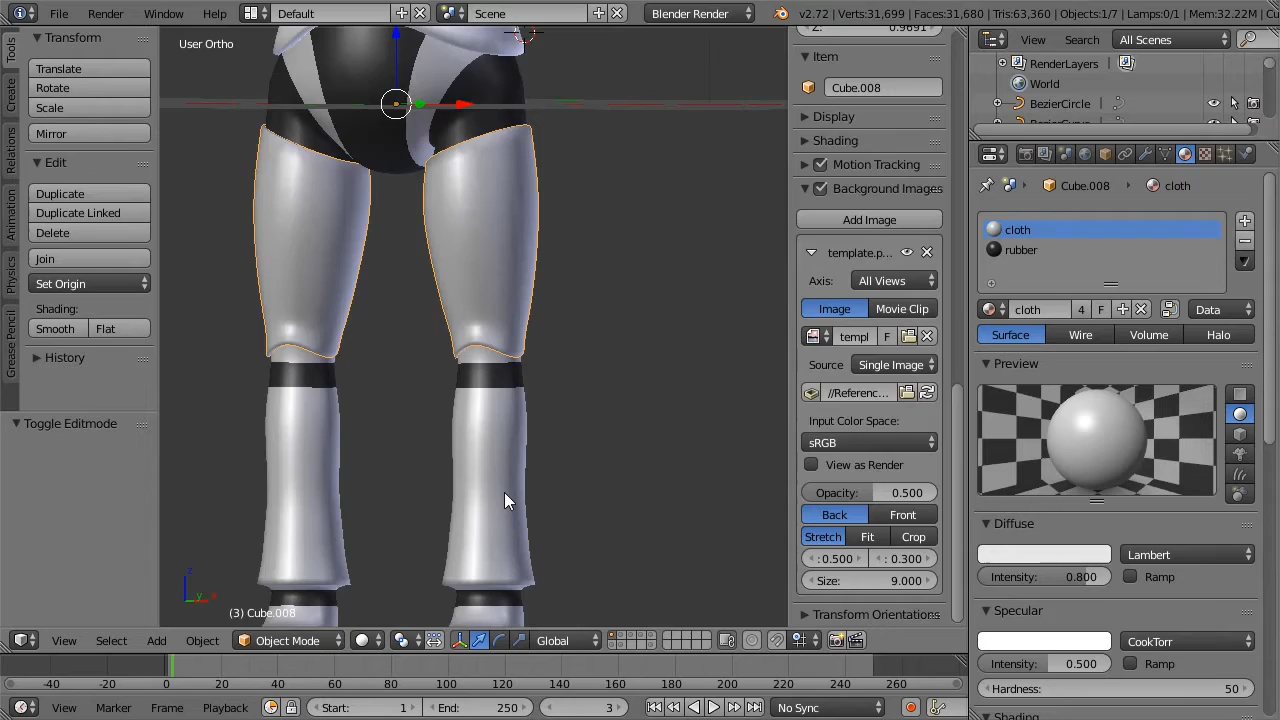 File Render Window Help Default Scene Blender Render v2.72 | Verts:31,699 | Faces:31,680 | Tris:63,360 | Objects:1/7 | Lamps:0/1 | Mem:32.22M | Cu
Tools
Create
Relations
Animation
Physics
Grease Pencil
Transform
Translate
Rotate
Scale
Mirror
Edit
Duplicate
Duplicate Linked
Delete
Join
Set Origin
Shading:
Smooth Flat
History
Toggle Editmode
User Ortho
z
y x
(3) Cube.008
Item
Cube.008
Display
Shading
Motion Tracking
Background Images
Add Image
template.p...
Axis: All Views
Image Movie Clip
templ F
Source Single Image
//Referenc...
Input Color Space:
sRGB
View as Render
Opacity: 0.500
Back Front
Stretch Fit Crop
:0.500 : 0.300
Size: 9.000
Transform Orientations
View Search All Scenes
RenderLayers
World
BezierCircle
Cube.008 cloth
cloth
rubber
cloth 4 F Data
Surface Wire Volume Halo
Preview
Diffuse
Lambert
Intensity: 0.800 Ramp
Specular
CookTorr
Intensity: 0.500 Ramp
Hardness: 50
Shading
View Select Add Object Object Mode Global
-40 -20 0 20 40 60 80 100 120 140 160 180 200 220 240 260
View Marker Frame Playback Start: 1 End: 250 3 No Sync